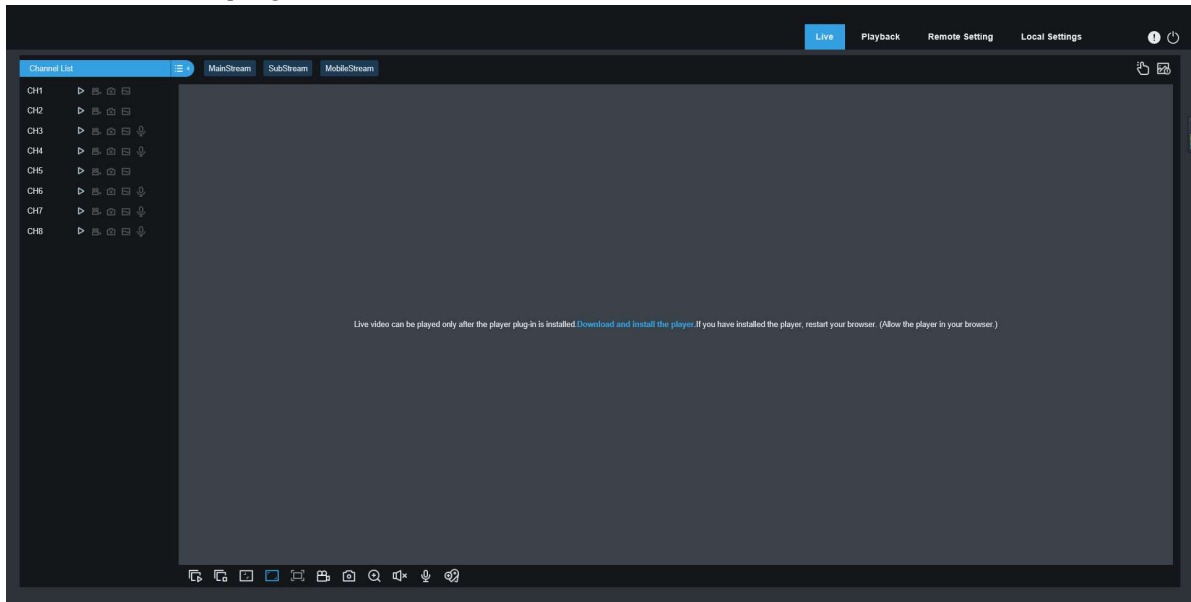 Live Playback Remote Setting Local Settings
Channel List MainStream SubStream MobileStream
CH1
CH2
CH3
CH4
CH5
CH6
CH7
CH8
Live video can be played only after the player plug-in is installed.Download and install the player.If you have installed the player, restart your browser. (Allow the player in your browser.)